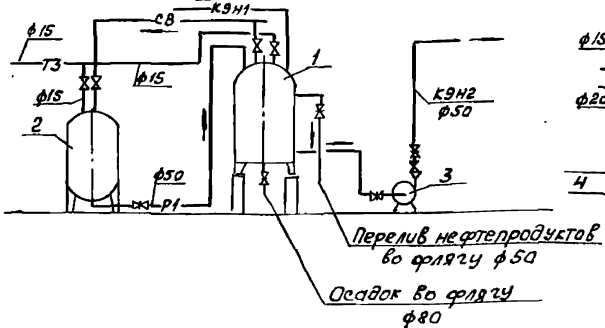 К9Н1
СВ
ф15
Т3
ф15
ф15
1
К9Н2
ф50
ф15
ф20
2
ф50
Р1
3
4
Перелив нефтепродуктов
во флягу ф50
Осадок во флягу
ф80